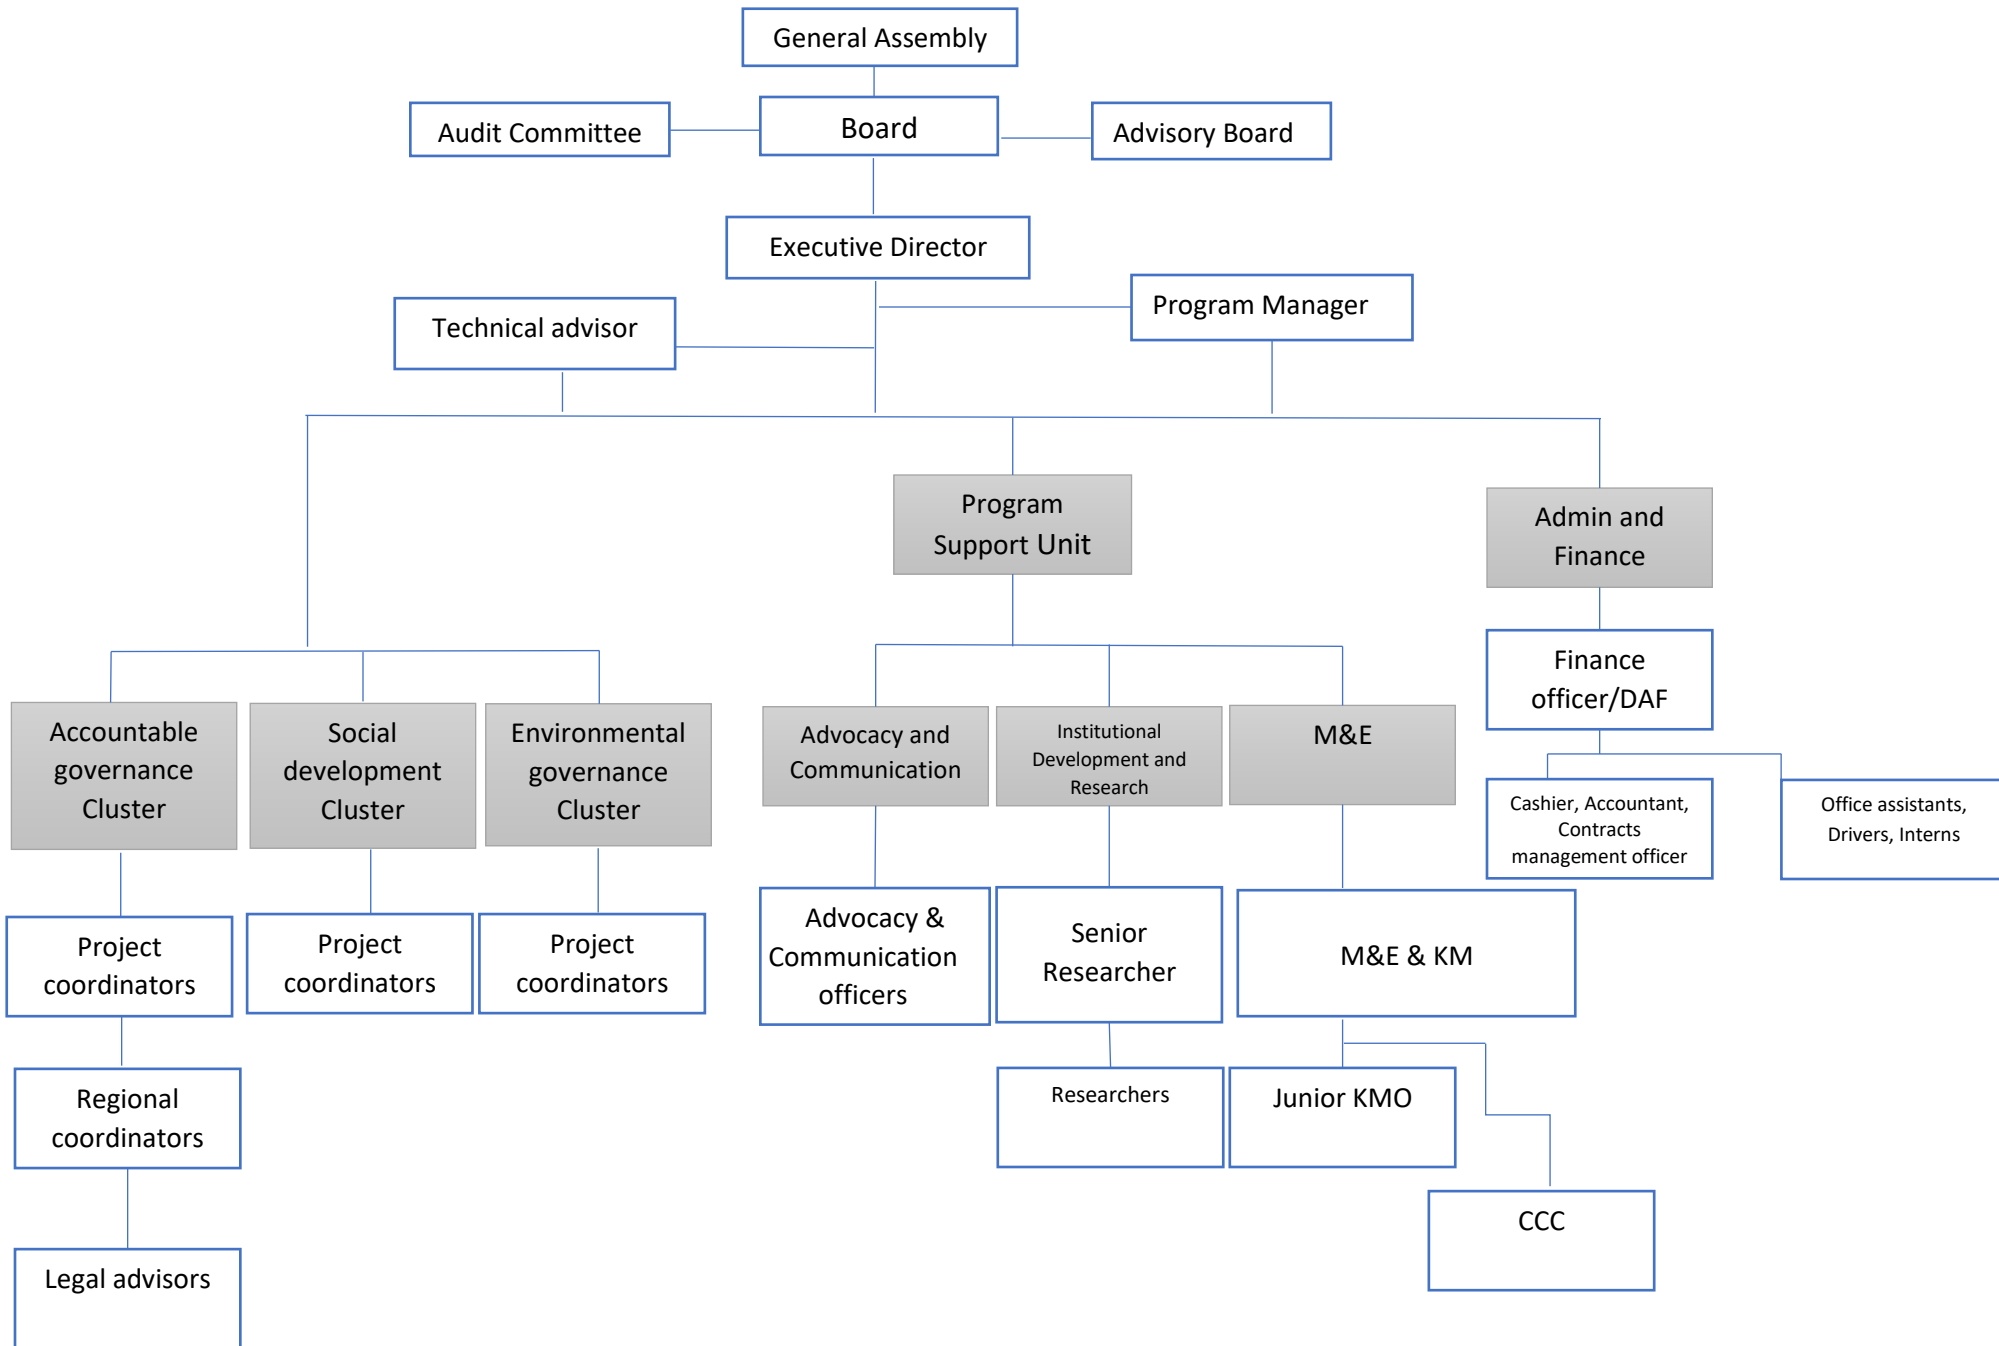 General Assembly
Audit Committee
Board
Advisory Board
Executive Director
Technical advisor
Program Manager
Program
Support Unit
Admin and
Finance
Finance
officer/DAF
Accountable
governance
Cluster
Social
development
Cluster
Environmental
governance
Cluster
Advocacy and
Communication
Institutional
Development and
Research
M&E
Cashier, Accountant,
Contracts
management officer
Office assistants,
Drivers, Interns
Project
coordinators
Project
coordinators
Project
coordinators
Advocacy &
Communication
officers
Senior
Researcher
M&E & KM
Regional
coordinators
Researchers
Junior KMO
CCC
Legal advisors